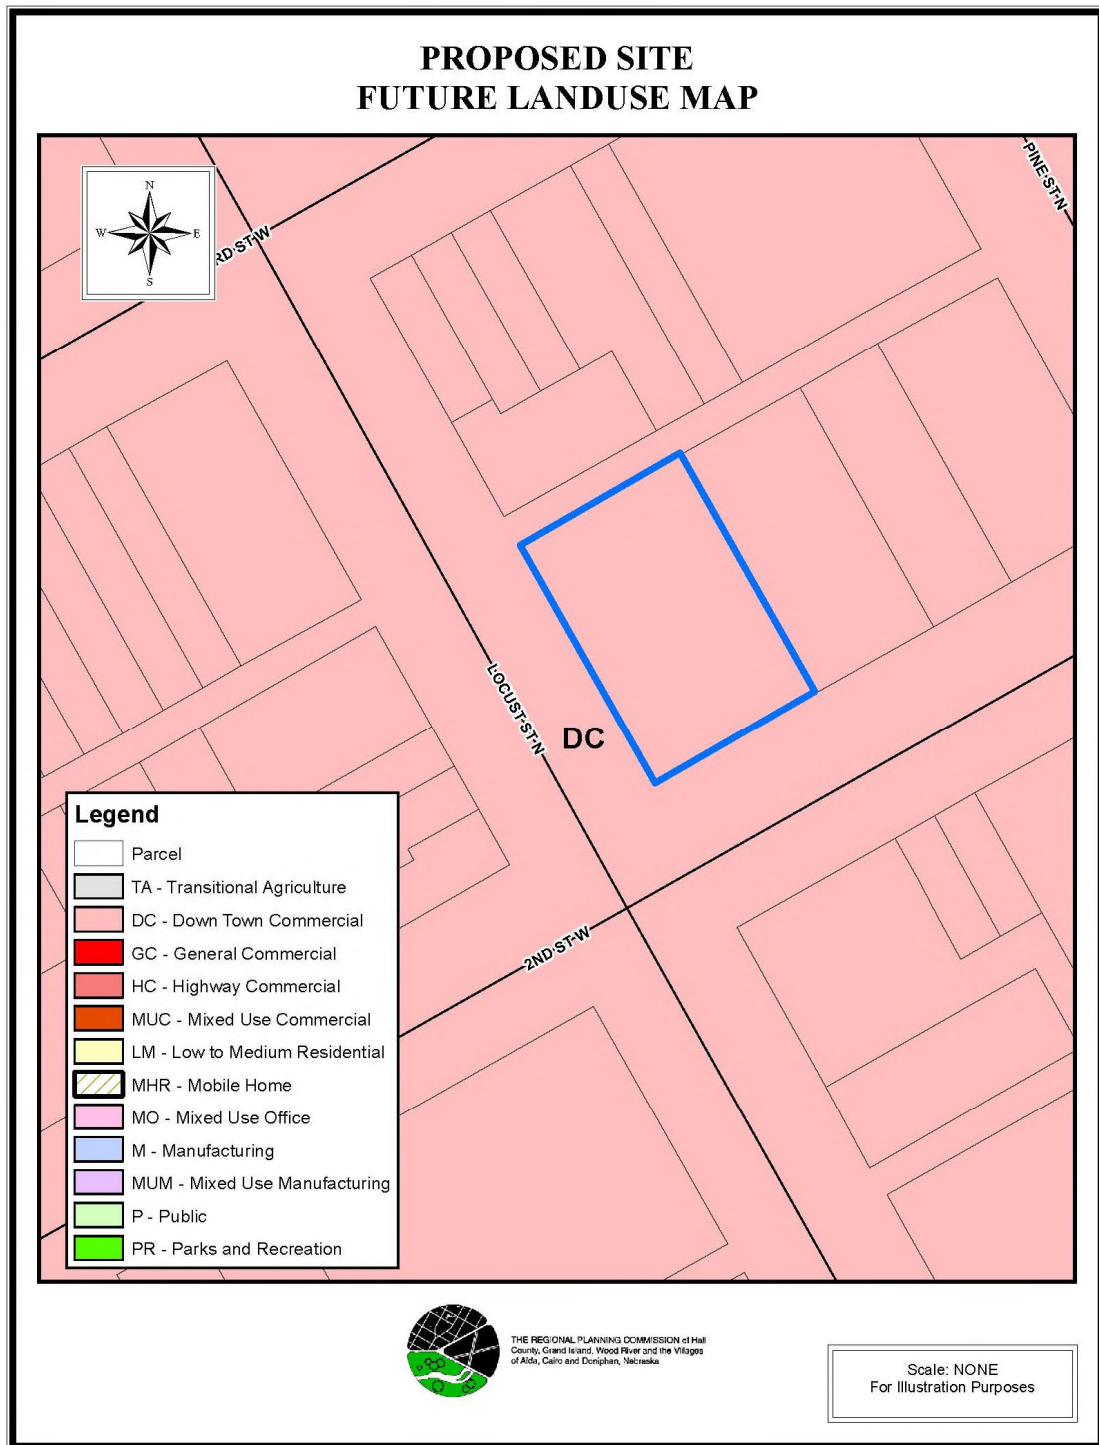 PROPOSED SITE
FUTURE LANDUSE MAP
PINE ST N
N
W E
S
RD ST W
LOCUST ST N
DC
2ND ST W
Legend
Parcel
TA - Transitional Agriculture
DC - Down Town Commercial
GC - General Commercial
HC - Highway Commercial
MUC - Mixed Use Commercial
LM - Low to Medium Residential
MHR - Mobile Home
MO - Mixed Use Office
M - Manufacturing
MUM - Mixed Use Manufacturing
P - Public
PR - Parks and Recreation
THE REGIONAL PLANNING COMMISSION of Hall
County, Grand Island, Wood River and the Villages
of Alda, Cairo and Doniphan, Nebraska
Scale: NONE
For Illustration Purposes